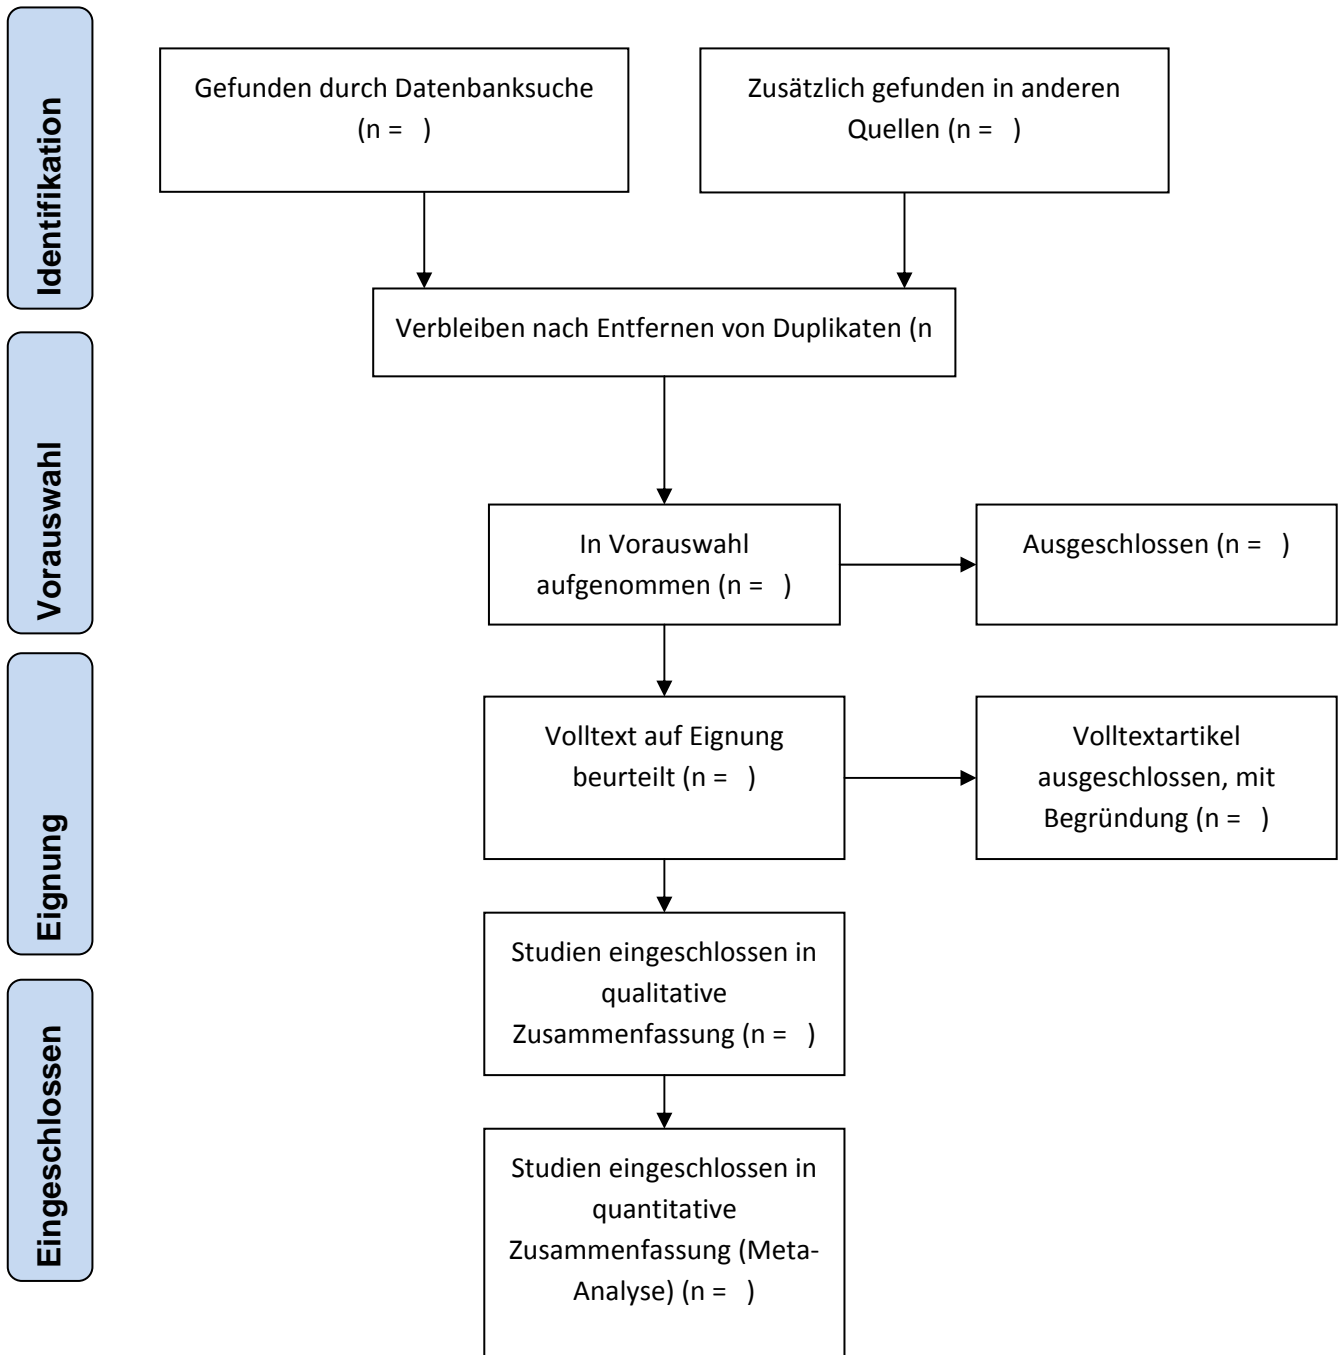 Identifikation
Gefunden durch Datenbanksuche
(n =   )
Zusätzlich gefunden in anderen
Quellen (n =   )
Verbleiben nach Entfernen von Duplikaten (n
Vorauswahl
In Vorauswahl
aufgenommen (n =   )
Ausgeschlossen (n =   )
Eignung
Volltext auf Eignung
beurteilt (n =   )
Volltextartikel
ausgeschlossen, mit
Begründung (n =   )
Studien eingeschlossen in
qualitative
Zusammenfassung (n =   )
Eingeschlossen
Studien eingeschlossen in
quantitative
Zusammenfassung (Meta-
Analyse) (n =   )